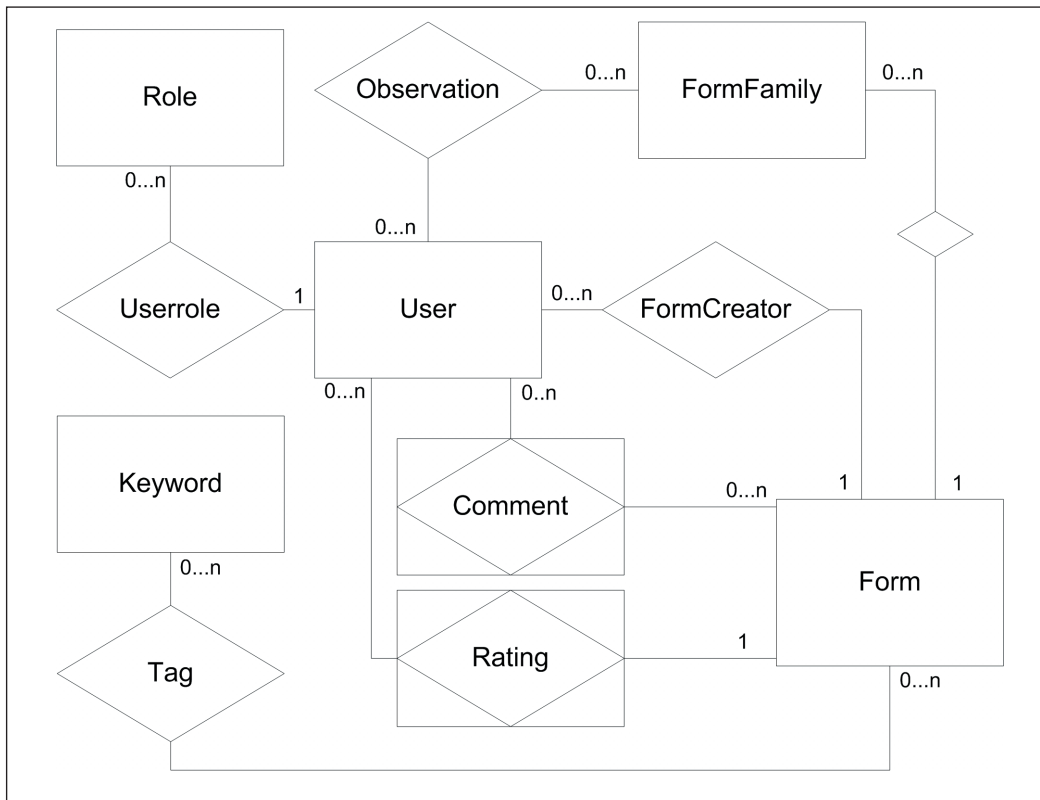 Role
Observation
0...n
FormFamily
0...n
0...n
0...n
Userrole
1
User
0...n
FormCreator
0...n
0..n
Keyword
0...n
Comment
0...n
1
1
Form
Tag
Rating
1
0...n